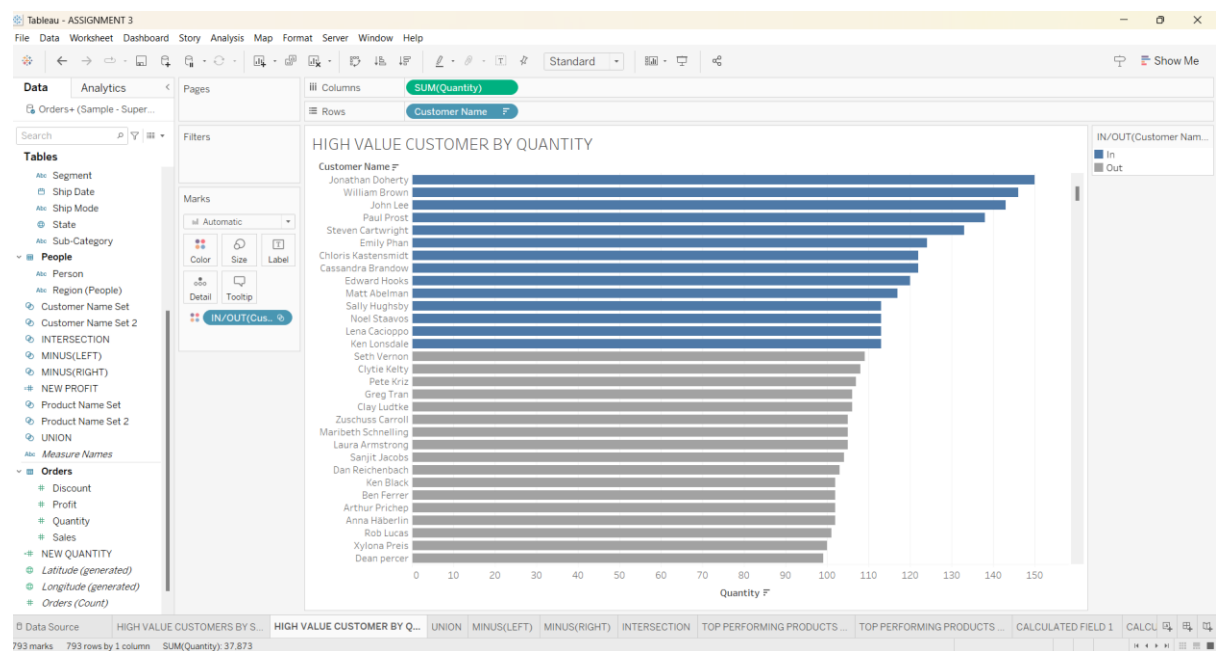 Tableau - ASSIGNMENT 3
File Data Worksheet Dashboard Story Analysis Map Format Server Window Help
Standard
Show Me
Data Analytics
Orders+ (Sample - Super...
Search
Tables
Abc Segment
Ship Date
Abc Ship Mode
State
Abc Sub-Category
People
Abc Person
Abc Region (People)
Customer Name Set
Customer Name Set 2
INTERSECTION
MINUS(LEFT)
MINUS(RIGHT)
=# NEW PROFIT
Product Name Set
Product Name Set 2
UNION
Abc Measure Names
Orders
# Discount
# Profit
# Quantity
# Sales
=# NEW QUANTITY
Latitude (generated)
Longitude (generated)
# Orders (Count)
Pages
Filters
Marks
Automatic
Color Size Label
Detail Tooltip
IN/OUT(Cus..
Columns SUM(Quantity)
Rows Customer Name
HIGH VALUE CUSTOMER BY QUANTITY
Customer Name
Jonathan Doherty
William Brown
John Lee
Paul Prost
Steven Cartwright
Emily Phan
Chloris Kastensmidt
Cassandra Brandow
Edward Hooks
Matt Abelman
Sally Hughsby
Noel Staavos
Lena Cacioppo
Ken Lonsdale
Seth Vernon
Clytie Kelty
Pete Kriz
Greg Tran
Clay Ludtke
Zuschuss Carroll
Maribeth Schnelling
Laura Armstrong
Sanjit Jacobs
Dan Reichenbach
Ken Black
Ben Ferrer
Arthur Prichep
Anna Häberlin
Rob Lucas
Xylona Preis
Dean percer
0 10 20 30 40 50 60 70 80 90 100 110 120 130 140 150
Quantity
IN/OUT(Customer Nam...
In
Out
Data Source HIGH VALUE CUSTOMERS BY S... HIGH VALUE CUSTOMER BY Q... UNION MINUS(LEFT) MINUS(RIGHT) INTERSECTION TOP PERFORMING PRODUCTS ... TOP PERFORMING PRODUCTS ... CALCULATED FIELD 1 CALCU
793 marks 793 rows by 1 column SUM(Quantity): 37.873